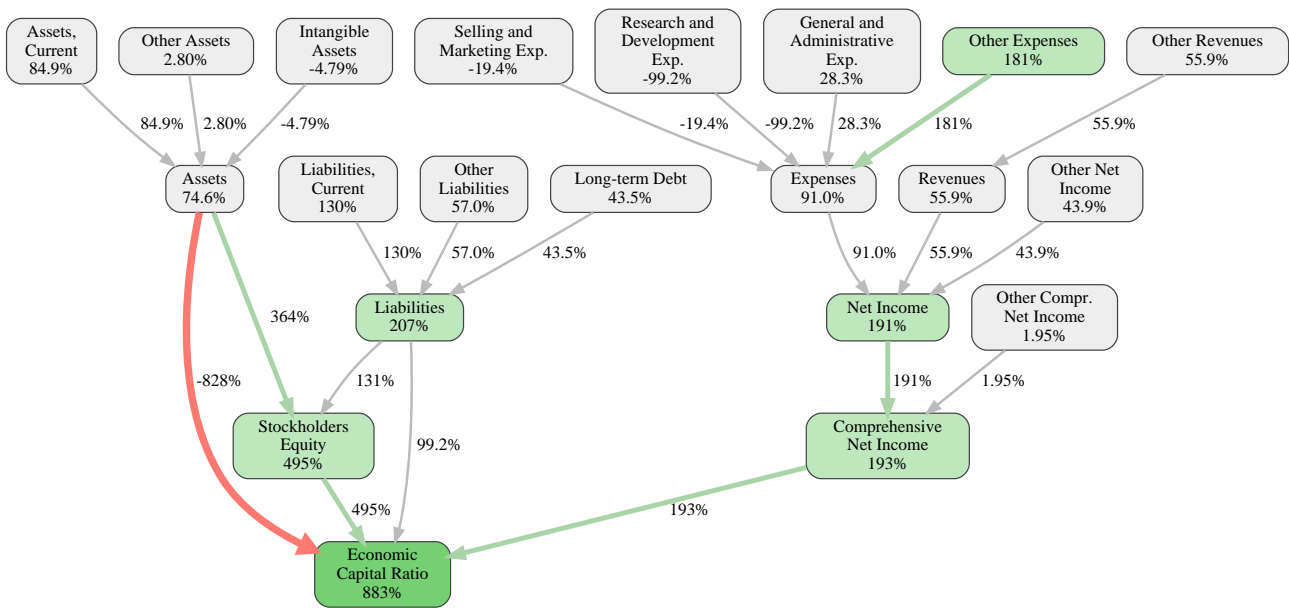 Assets,
Current
84.9%
Other Assets
2.80%
Intangible
Assets
-4.79%
Selling and
Marketing Exp.
-19.4%
Research and
Development
Exp.
-99.2%
General and
Administrative
Exp.
28.3%
Other Expenses
181%
Other Revenues
55.9%
84.9%
2.80%
-4.79%
-19.4%
-99.2%
28.3%
181%
55.9%
Assets
74.6%
Liabilities,
Current
130%
Other
Liabilities
57.0%
Long-term Debt
43.5%
Expenses
91.0%
Revenues
55.9%
Other Net
Income
43.9%
130%
57.0%
43.5%
91.0%
55.9%
43.9%
364%
Liabilities
207%
Net Income
191%
Other Compr.
Net Income
1.95%
-828%
131%
99.2%
191%
1.95%
Stockholders
Equity
495%
Comprehensive
Net Income
193%
495%
193%
Economic
Capital Ratio
883%